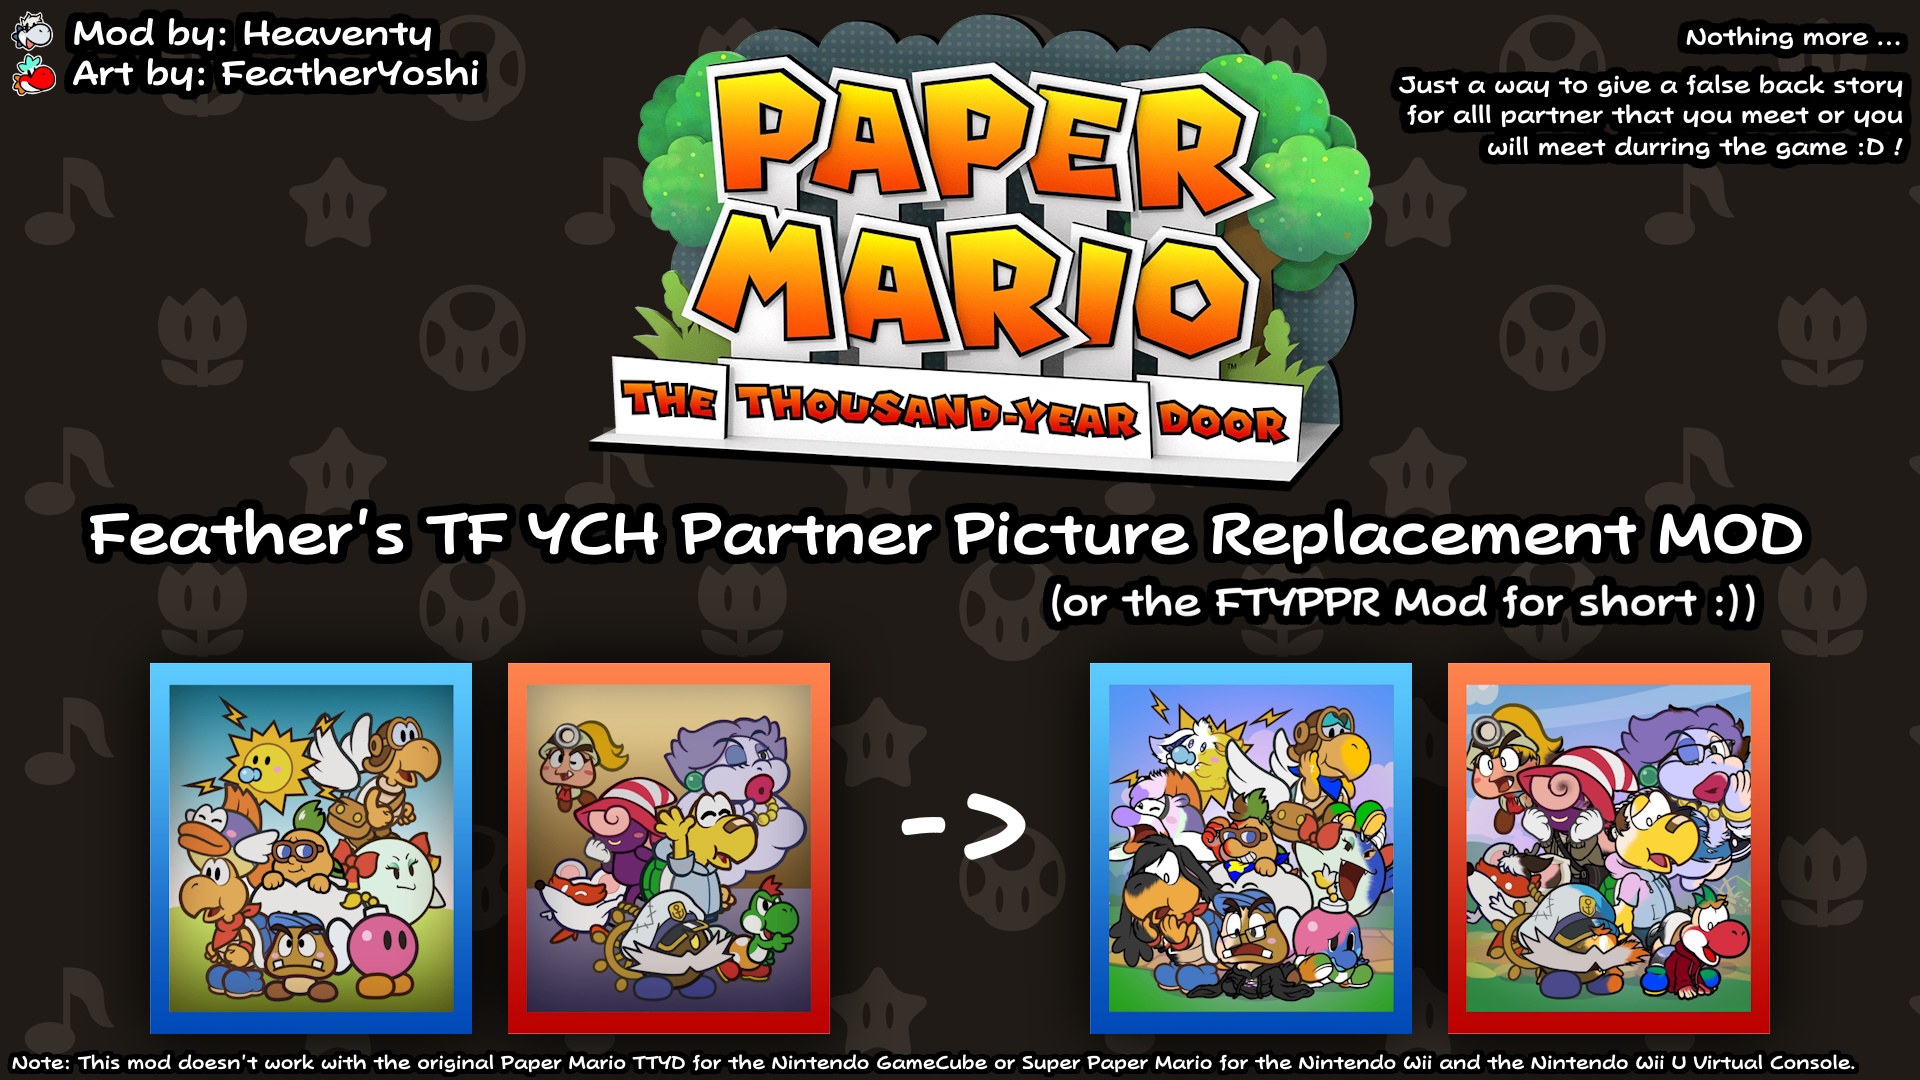 Mod by: Heaventy
Art by: FeatherYoshi
Nothing more ...
Just a way to give a false back story
for alll partner that you meet or you
will meet durring the game :D !
PAPER
MARIO
™
THE THOUSAND-YEAR DOOR
Feather's TF YCH Partner Picture Replacement MOD
(or the FTYPPR Mod for short :))
->
Note: This mod doesn't work with the original Paper Mario TTYD for the Nintendo GameCube or Super Paper Mario for the Nintendo Wii and the Nintendo Wii U Virtual Console.